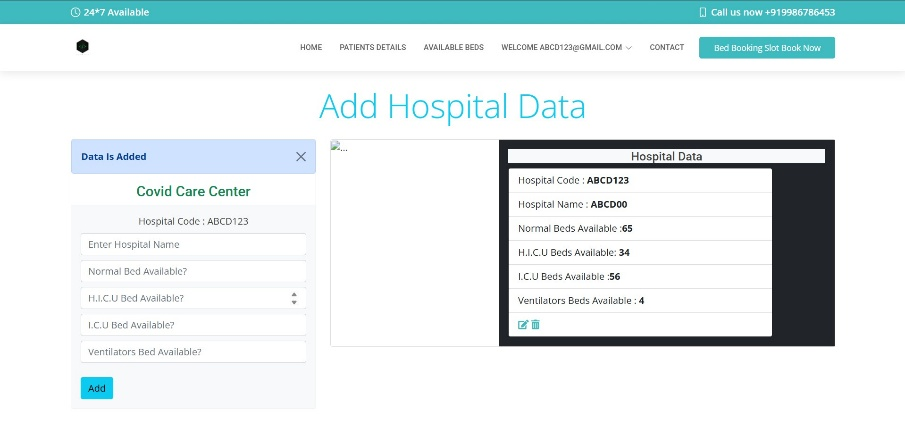 24*7 Available
Call us now +919986786453
HOME PATIENTS DETAILS AVAILABLE BEDS WELCOME ABCD123@GMAIL.COM CONTACT Bed Booking Slot Book Now
Add Hospital Data
Data Is Added
Covid Care Center
Hospital Code : ABCD123
Enter Hospital Name
Normal Bed Available?
H.I.C.U Bed Available?
I.C.U Bed Available?
Ventilators Bed Available?
Add
...
Hospital Data
Hospital Code : ABCD123
Hospital Name : ABCD00
Normal Beds Available :65
H.I.C.U Beds Available: 34
I.C.U Beds Available :56
Ventilators Beds Available : 4